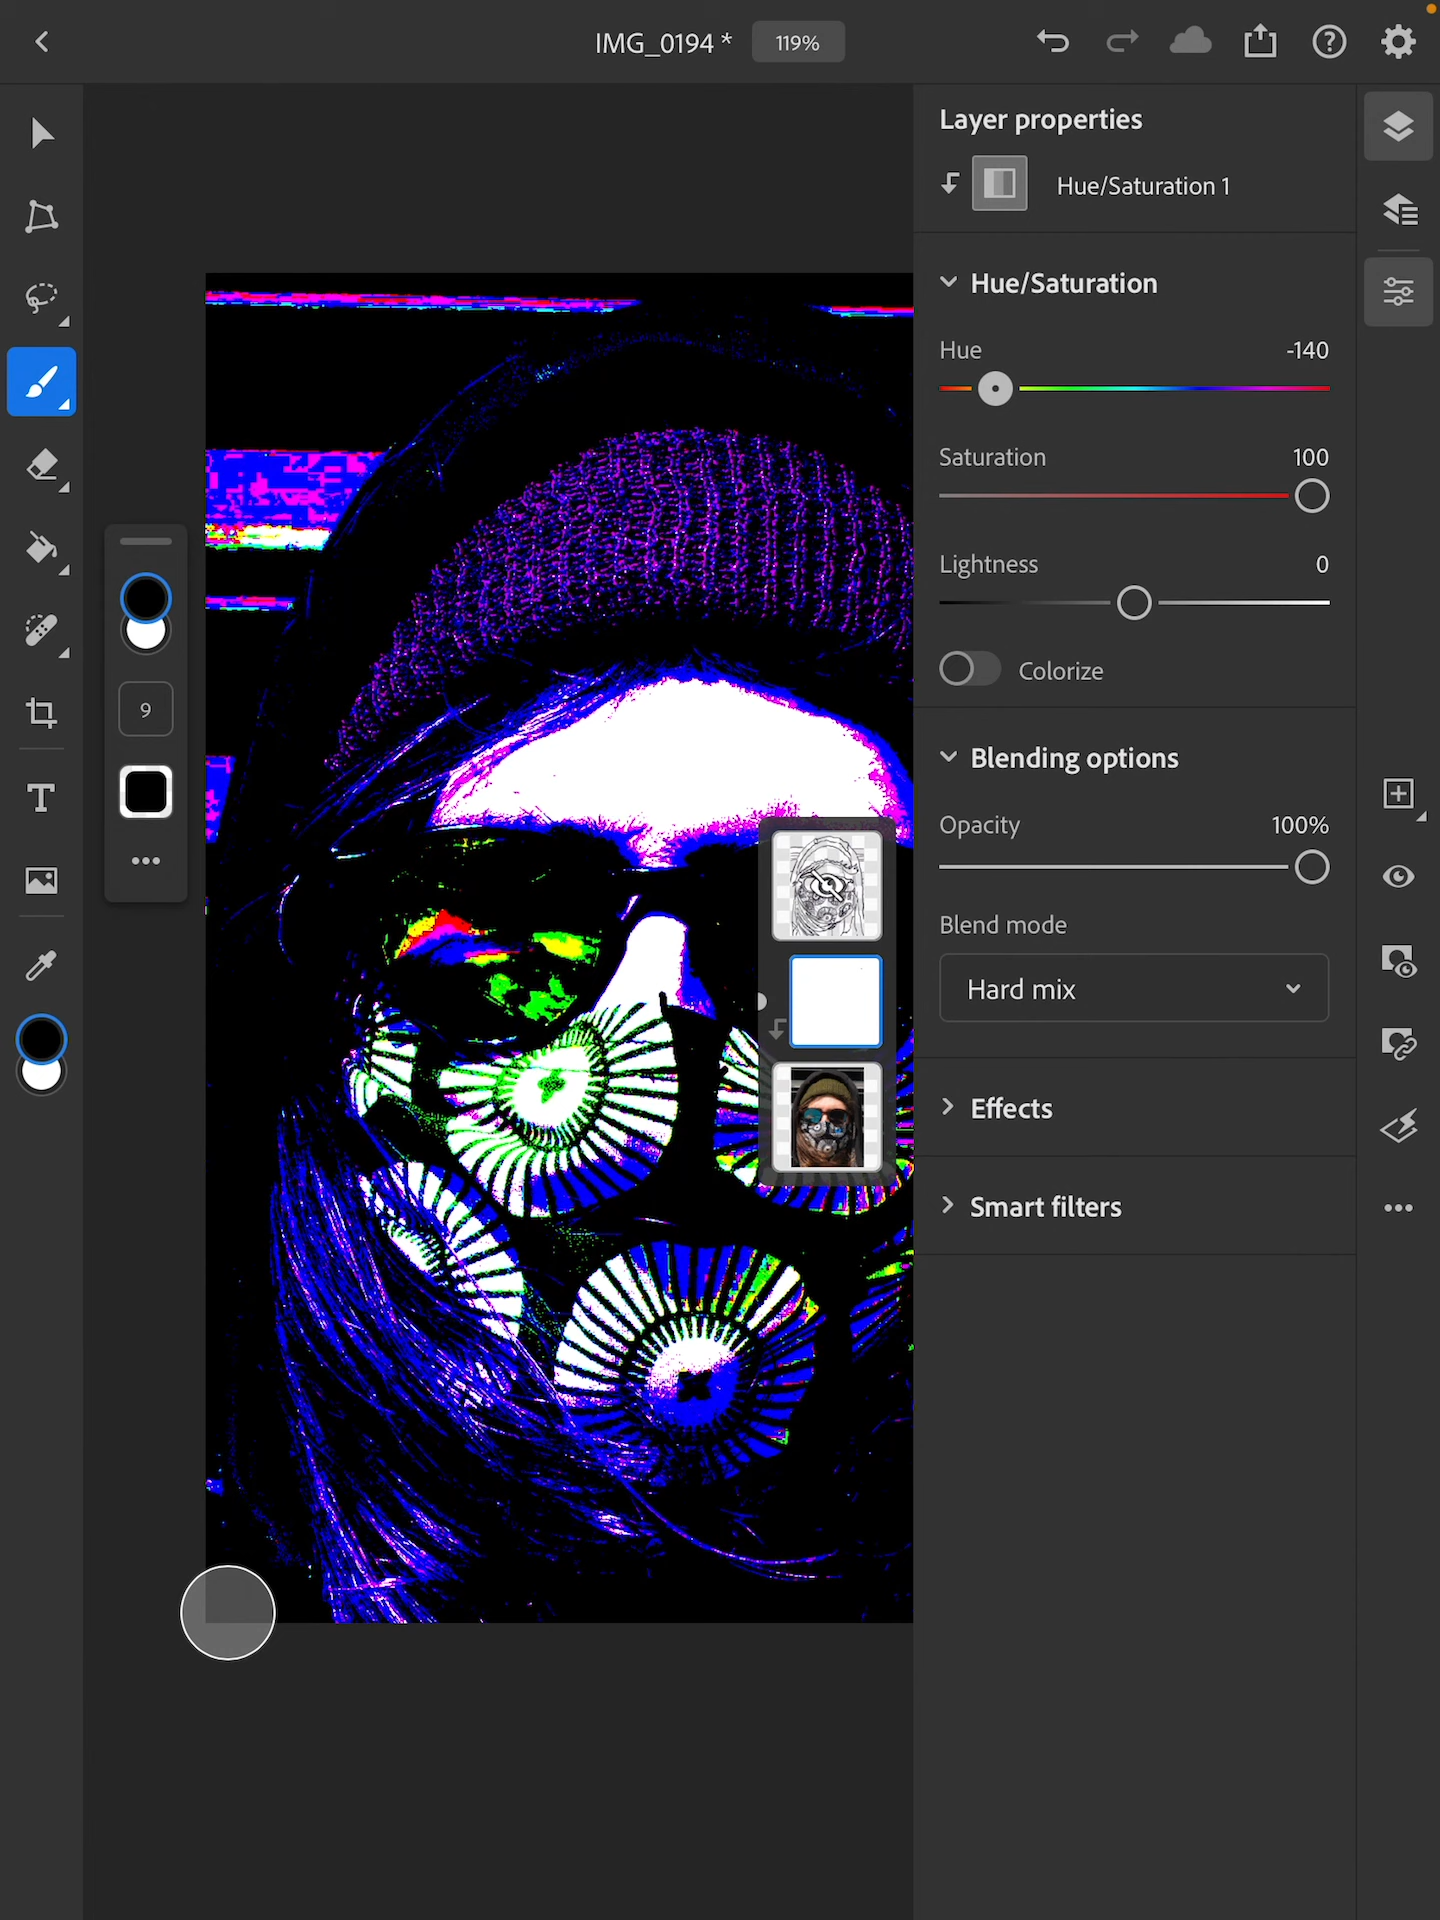 IMG_0194 * 119%
Layer properties
Hue/Saturation 1
Hue/Saturation
Hue -140
Saturation 100
Lightness 0
Colorize
9
Blending options
T
Opacity 100%
Blend mode
Hard mix
Effects
Smart filters